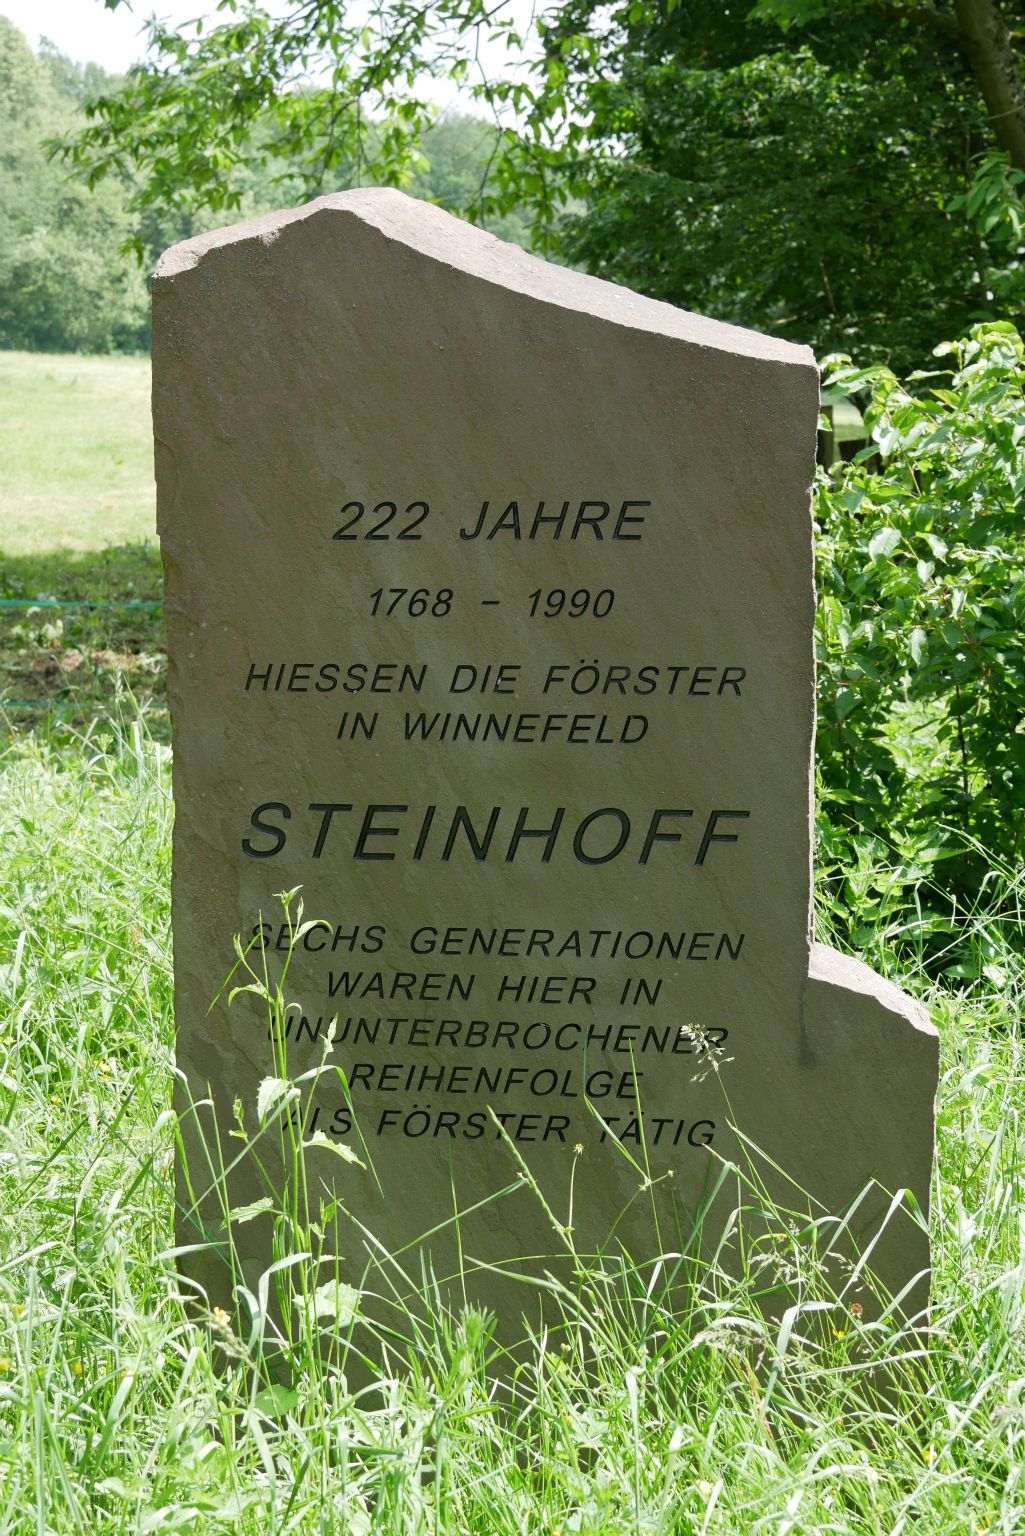 222 JAHRE
1768 - 1990
HIESSEN DIE FÖRSTER
IN WINNEFELD
STEINHOFF
SECHS GENERATIONEN
WAREN HIER IN
UNUNTERBROCHENER
REIHENFOLGE
ALS FÖRSTER TÄTIG